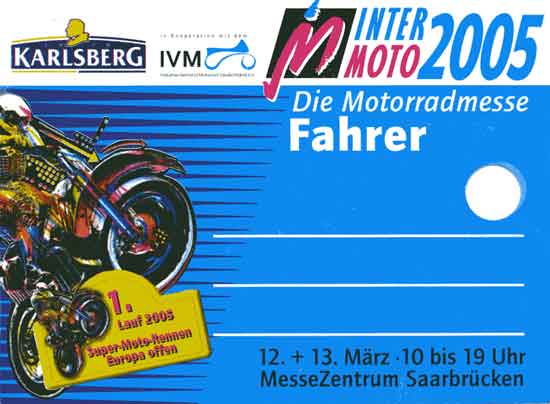 KARLSBERG
in Kooperation mit dem
IVM
INTER
MOTO 2005
Die Motorradmesse
Fahrer
1.
Lauf 2005
Super-Moto-Rennen
Europa offen
12. + 13. März · 10 bis 19 Uhr
MesseZentrum Saarbrücken